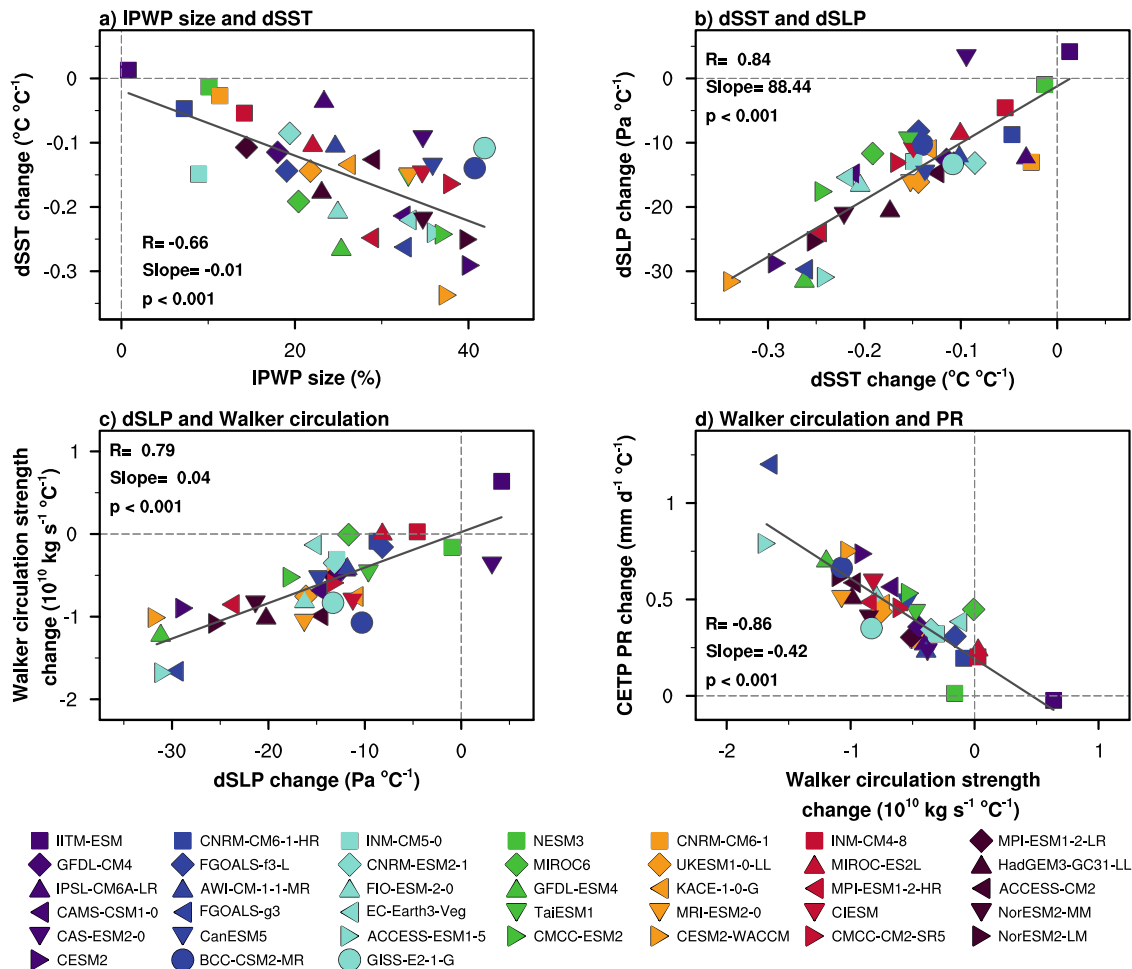 a) IPWP size and dSST
0
-0.1
-0.2
-0.3
dSST change (°C °C⁻¹)
R= -0.66
Slope= -0.01
p < 0.001
0 20 40
IPWP size (%)
b) dSST and dSLP
0
-10
-20
-30
dSLP change (Pa °C⁻¹)
R= 0.84
Slope= 88.44
p < 0.001
-0.3 -0.2 -0.1 0
dSST change (°C °C⁻¹)
c) dSLP and Walker circulation
1
0
-1
-2
Walker circulation strength
change (10¹⁰ kg s⁻¹ °C⁻¹)
R= 0.79
Slope= 0.04
p < 0.001
-30 -20 -10 0
dSLP change (Pa °C⁻¹)
d) Walker circulation and PR
1
0.5
0
CETP PR change (mm d⁻¹ °C⁻¹)
R= -0.86
Slope= -0.42
p < 0.001
-2 -1 0 1
Walker circulation strength
change (10¹⁰ kg s⁻¹ °C⁻¹)
IITM-ESM CNRM-CM6-1-HR INM-CM5-0 NESM3 CNRM-CM6-1 INM-CM4-8 MPI-ESM1-2-LR
GFDL-CM4 FGOALS-f3-L CNRM-ESM2-1 MIROC6 UKESM1-0-LL MIROC-ES2L HadGEM3-GC31-LL
IPSL-CM6A-LR AWI-CM-1-1-MR FIO-ESM-2-0 GFDL-ESM4 KACE-1-0-G MPI-ESM1-2-HR ACCESS-CM2
CAMS-CSM1-0 FGOALS-g3 EC-Earth3-Veg TaiESM1 MRI-ESM2-0 CIESM NorESM2-MM
CAS-ESM2-0 CanESM5 ACCESS-ESM1-5 CMCC-ESM2 CESM2-WACCM CMCC-CM2-SR5 NorESM2-LM
CESM2 BCC-CSM2-MR GISS-E2-1-G